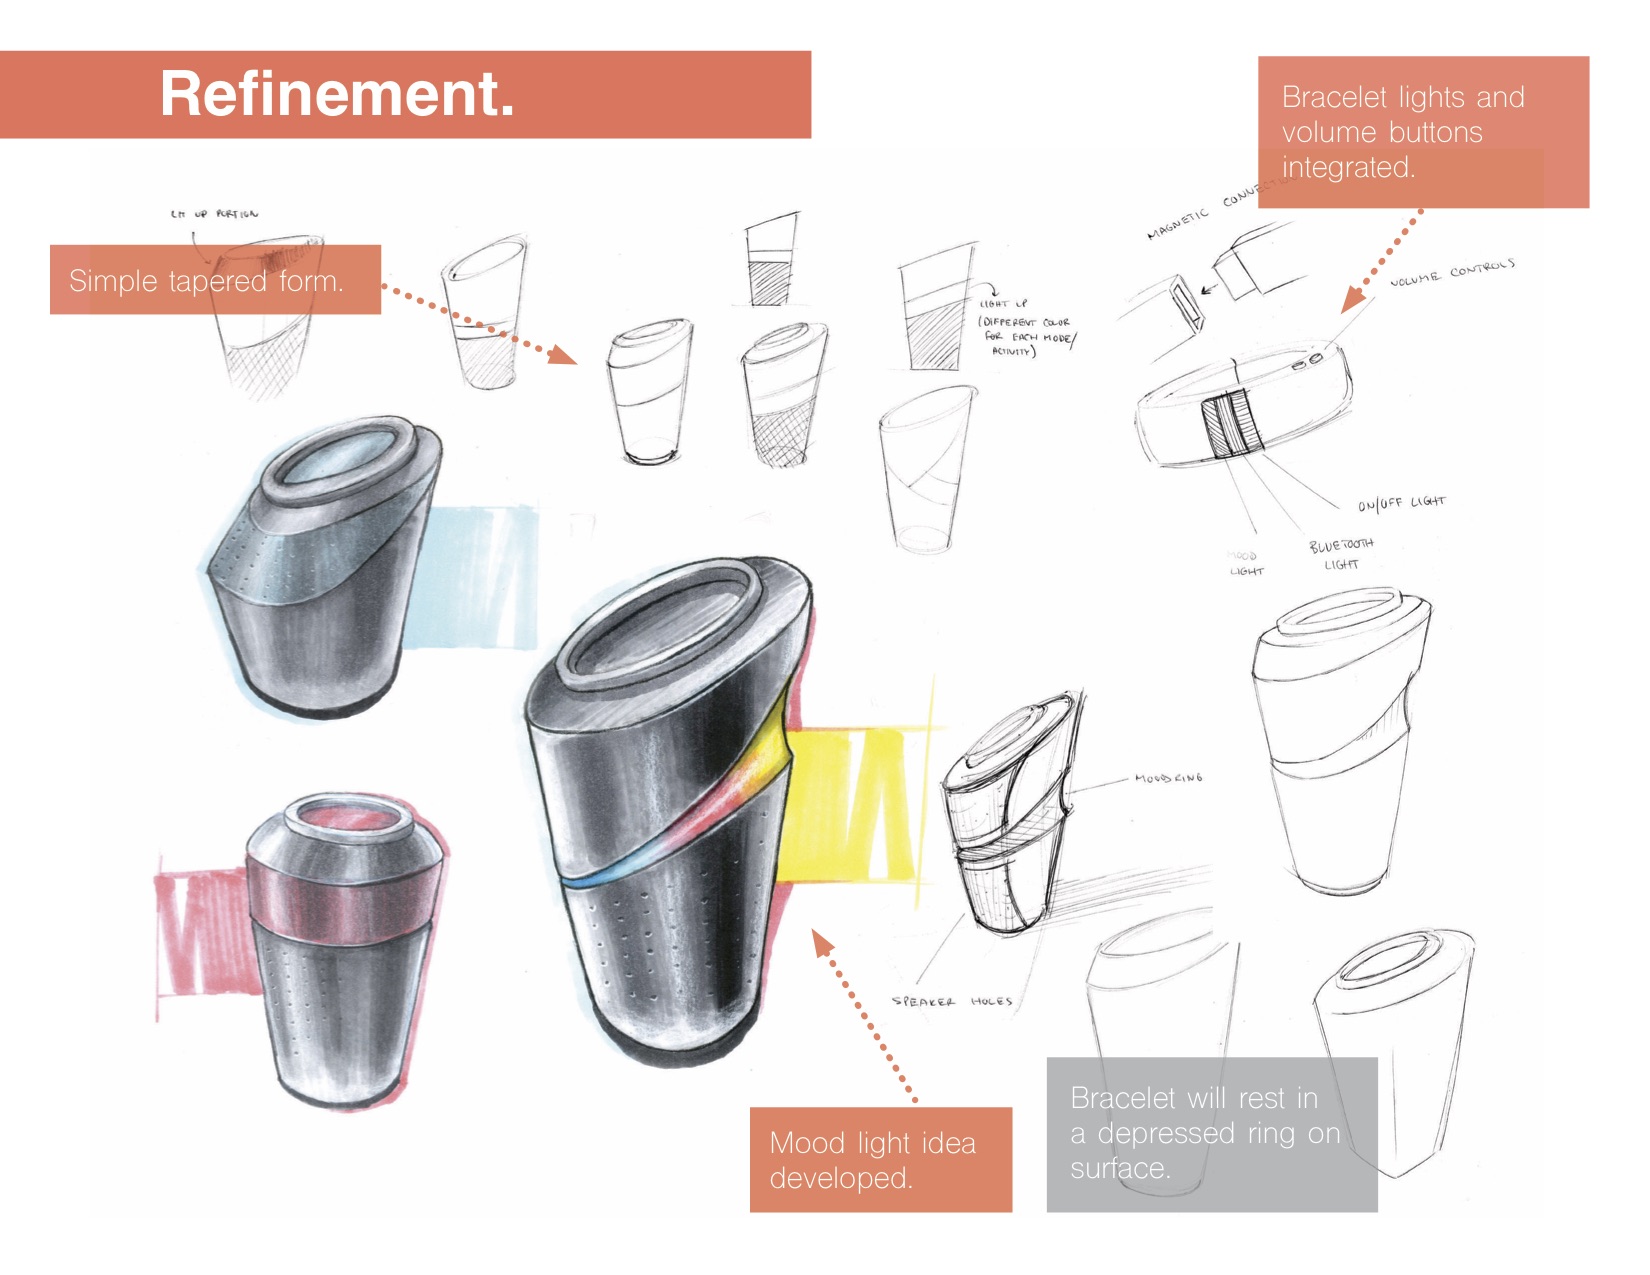 Refinement.
Bracelet lights and
volume buttons
integrated.
LIT UP PORTION
Simple tapered form.
MAGNETIC
VOLUME CONTROLS
LIGHT UP
(DIFFERENT COLOR
FOR EACH MODE/
ACTIVITY)
ON/OFF LIGHT
BLUETOOTH
LIGHT
MOOD
LIGHT
MOOD RING
SPEAKER HOLES
Mood light idea
developed.
Bracelet will rest in
a depressed ring on
surface.